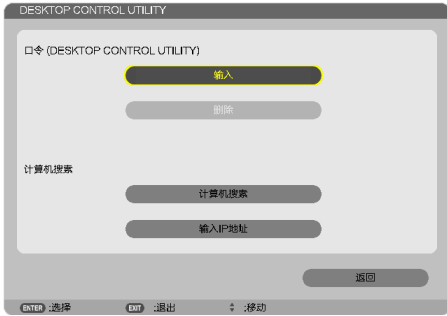 DESKTOP CONTROL UTILITY
口令 (DESKTOP CONTROL UTILITY)
输入
删除
计算机搜索
计算机搜索
输入IP地址
返回
ENTER :选择 EXIT :退出 :移动